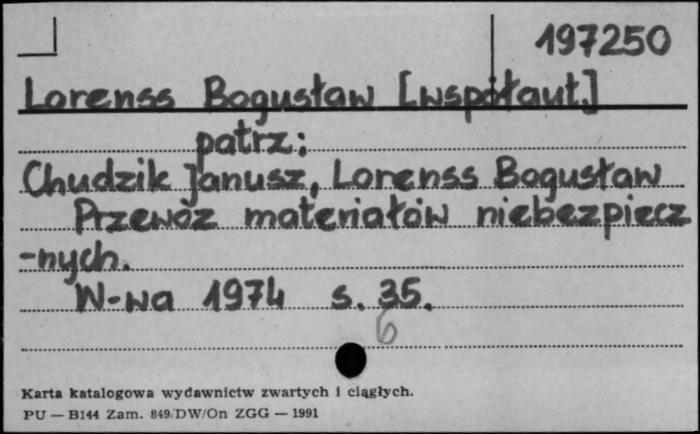 197250
Lorenss Bogusław [współaut.]
patrz:
Chudzik Janusz, Lorenss Bogusław
Przewóz materiałów niebezpiecz
-nych.
W-wa 1974 s. 35.
6
Karta katalogowa wydawnictw zwartych i ciągłych.
PU — B144 Zam. 849/DW/On ZGG — 1991